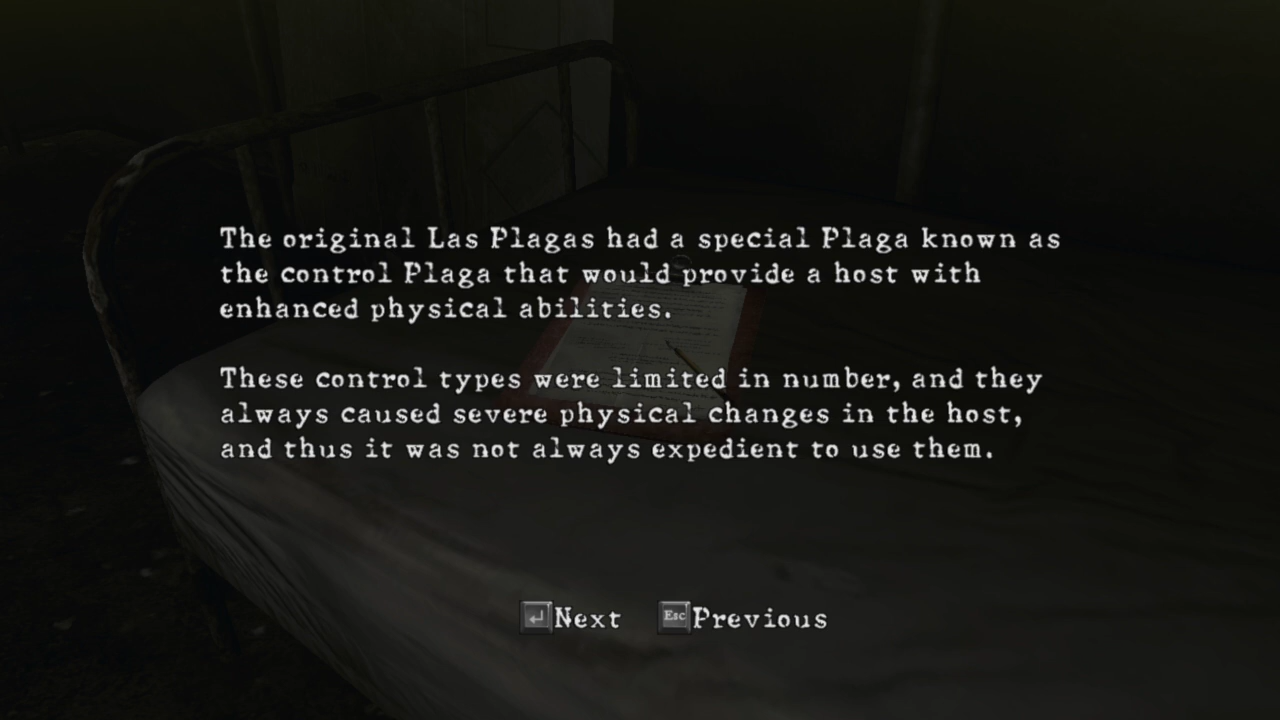 The original Las Plagas had a special Plaga known as
the control Plaga that would provide a host with
enhanced physical abilities.
These control types were limited in number, and they
always caused severe physical changes in the host,
and thus it was not always expedient to use them.
Next Esc Previous